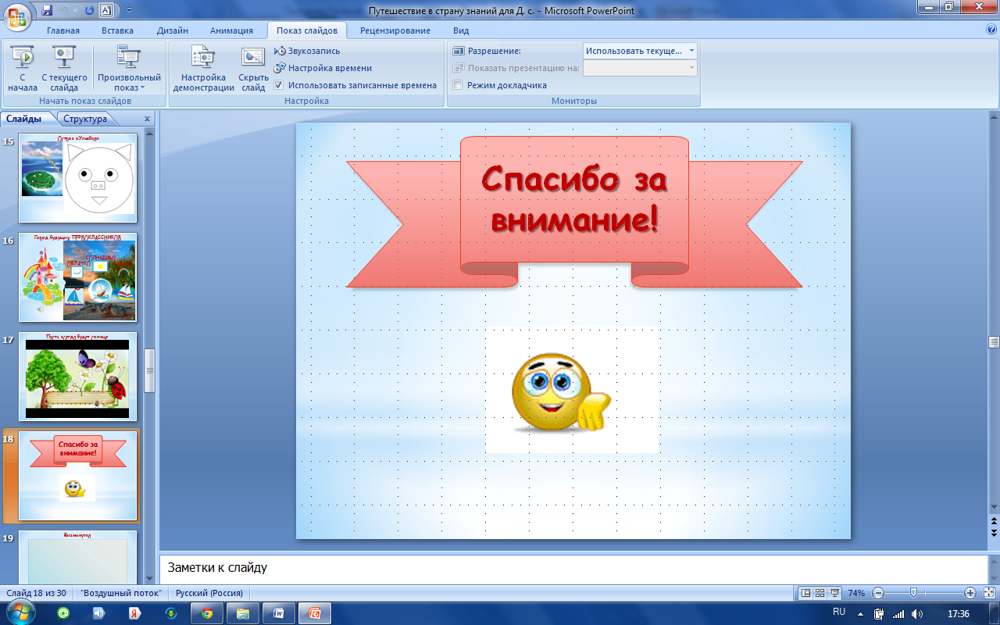 Путешествие в страну знаний для Д. с. - Microsoft PowerPoint
Главная Вставка Дизайн Анимация Показ слайдов Рецензирование Вид
С начала
С текущего слайда
Произвольный показ
Начать показ слайдов
Настройка демонстрации
Скрыть слайд
Звукозапись
Настройка времени
Использовать записанные времена
Настройка
Разрешение: Использовать текуще...
Показать презентацию на:
Режим докладчика
Мониторы
Слайды Структура x
15
Остров «Улыбка»
16
Город будущих ПЕРВОКЛАССНИКОВ
СОЛНЫШКО
ОБЛАЧКО
17
Пусть всегда будет солнце
18
Спасибо за
внимание!
19
Физминутка
Спасибо за
внимание!
Заметки к слайду
Слайд 18 из 30 "Воздушный поток" Русский (Россия) 74%
RU 17:36